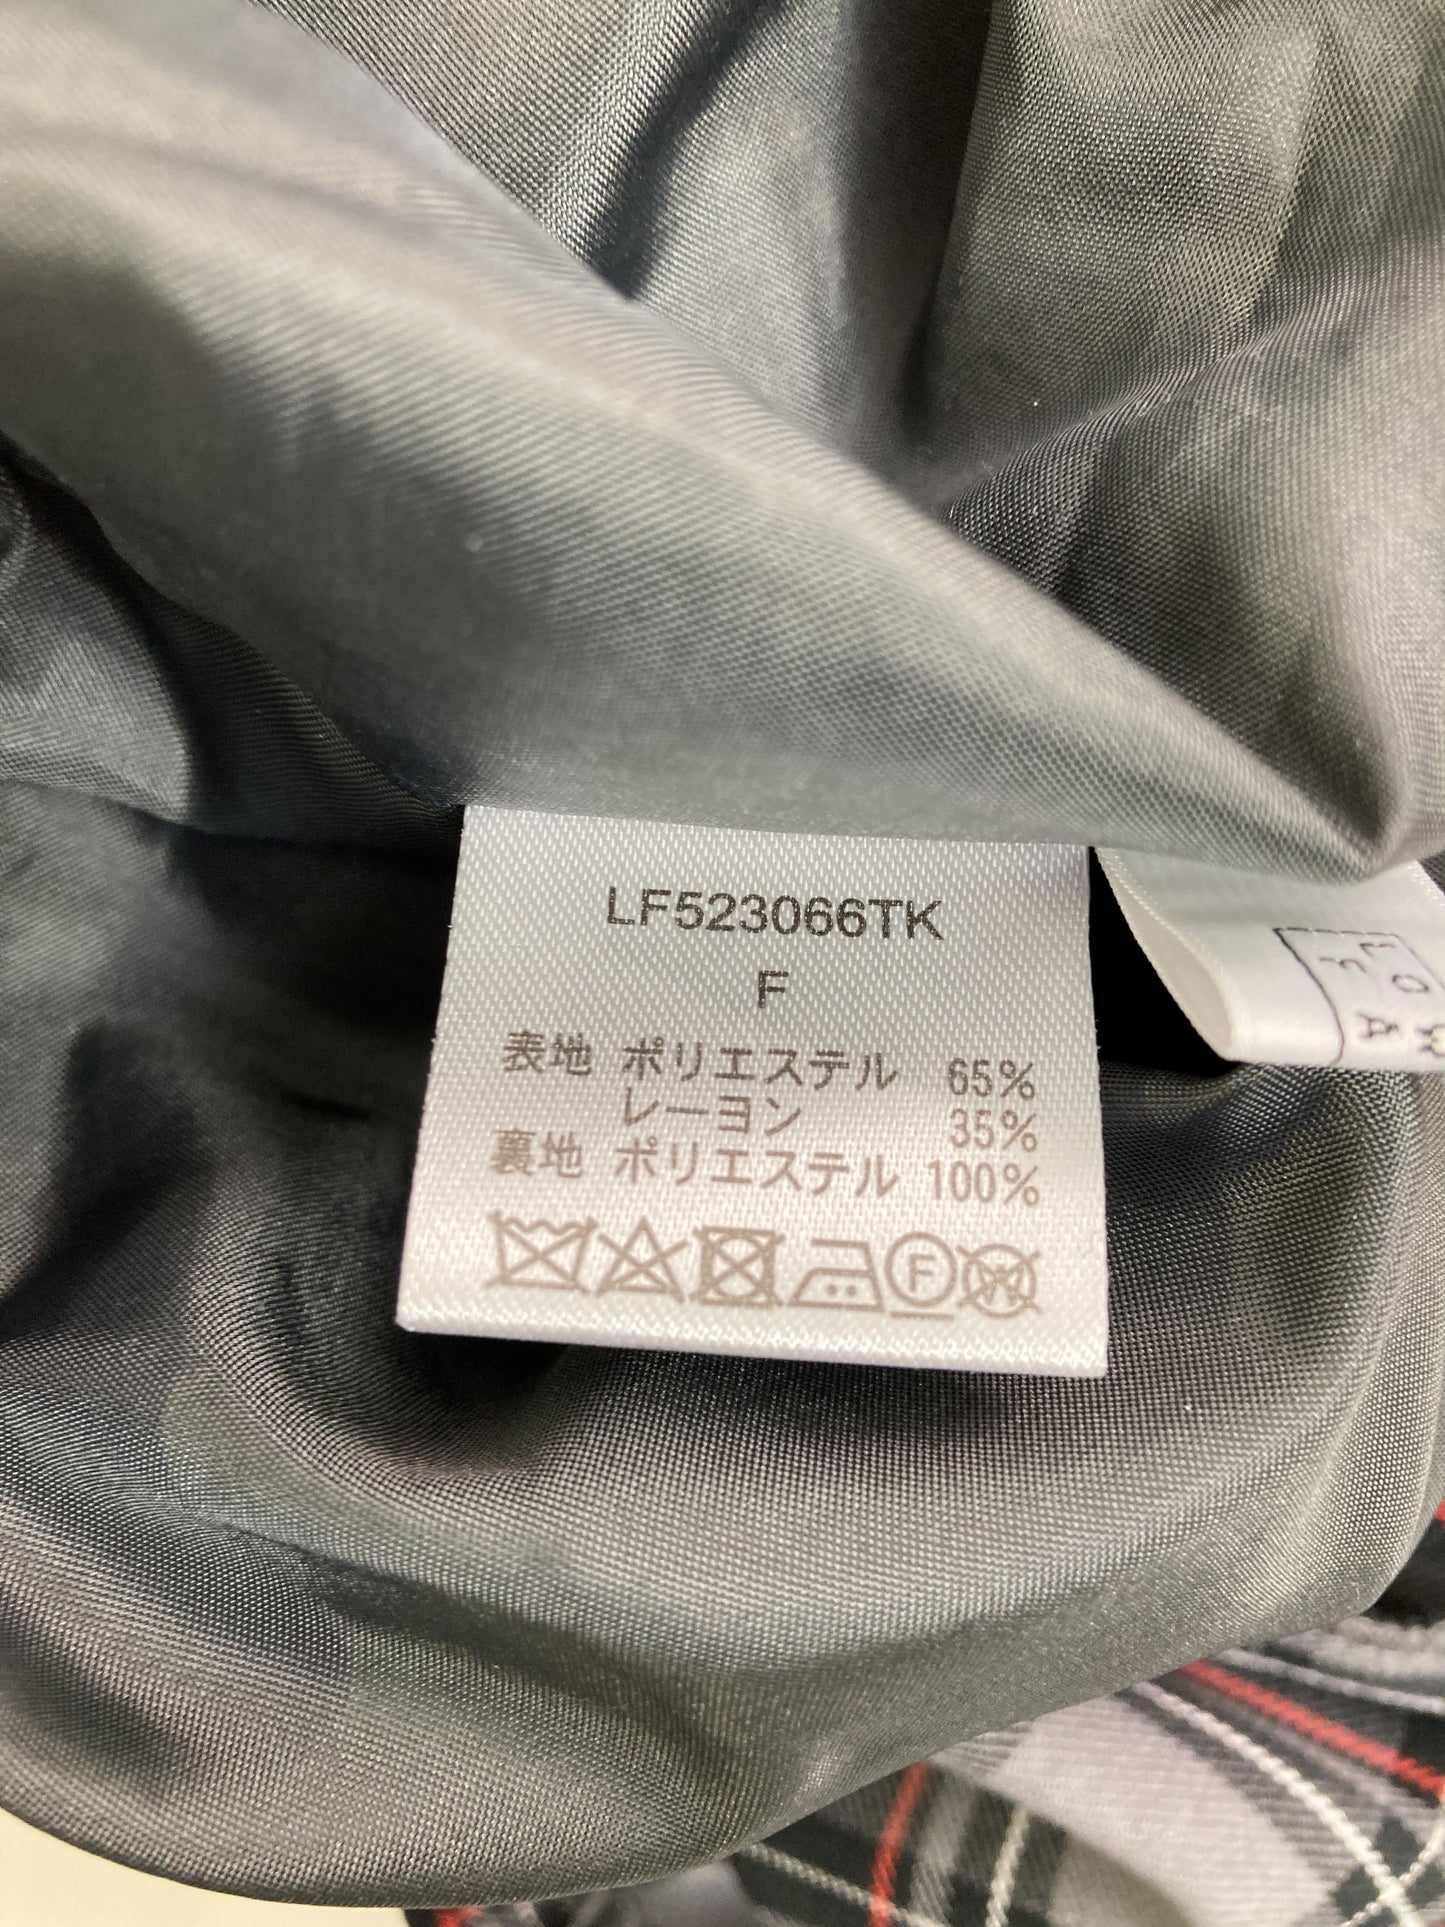 LF523066TK
F
表地 ポリエステル 65%
レーヨン 35%
裏地 ポリエステル 100%
F W